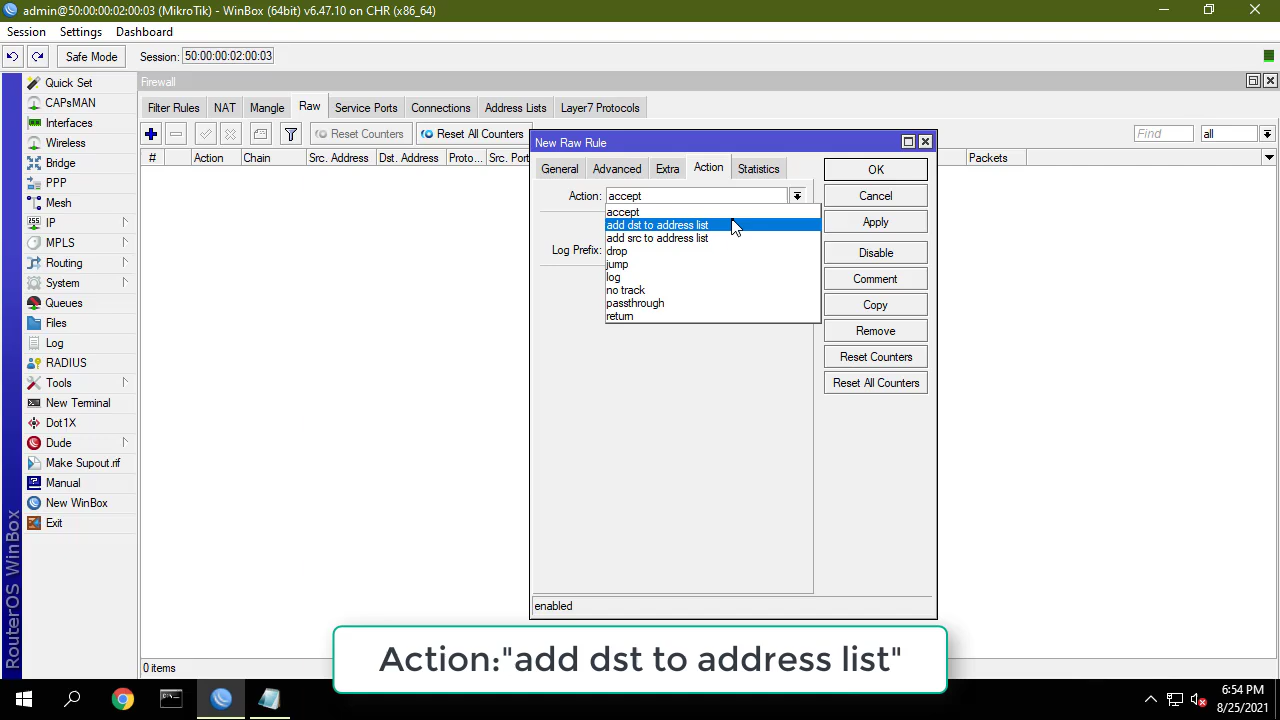 admin@50:00:00:02:00:03 (MikroTik) - WinBox (64bit) v6.47.10 on CHR (x86_64)
Session Settings Dashboard
Safe Mode Session: 50:00:00:02:00:03
Quick Set
CAPsMAN
Interfaces
Wireless
Bridge
PPP
Mesh
IP
MPLS
Routing
System
Queues
Files
Log
RADIUS
Tools
New Terminal
Dot1X
Dude
Make Supout.rif
Manual
New WinBox
Exit
RouterOS WinBox
Firewall
Filter Rules NAT Mangle Raw Service Ports Connections Address Lists Layer7 Protocols
Reset Counters Reset All Counters Find all
# Action Chain Src. Address Dst. Address Proto... Src. Port Packets
0 items
New Raw Rule
General Advanced Extra Action Statistics
Action: accept
accept
add dst to address list
add src to address list
drop
jump
log
no track
passthrough
return
Log Prefix:
OK
Cancel
Apply
Disable
Comment
Copy
Remove
Reset Counters
Reset All Counters
enabled
Action:"add dst to address list"
6:54 PM
8/25/2021